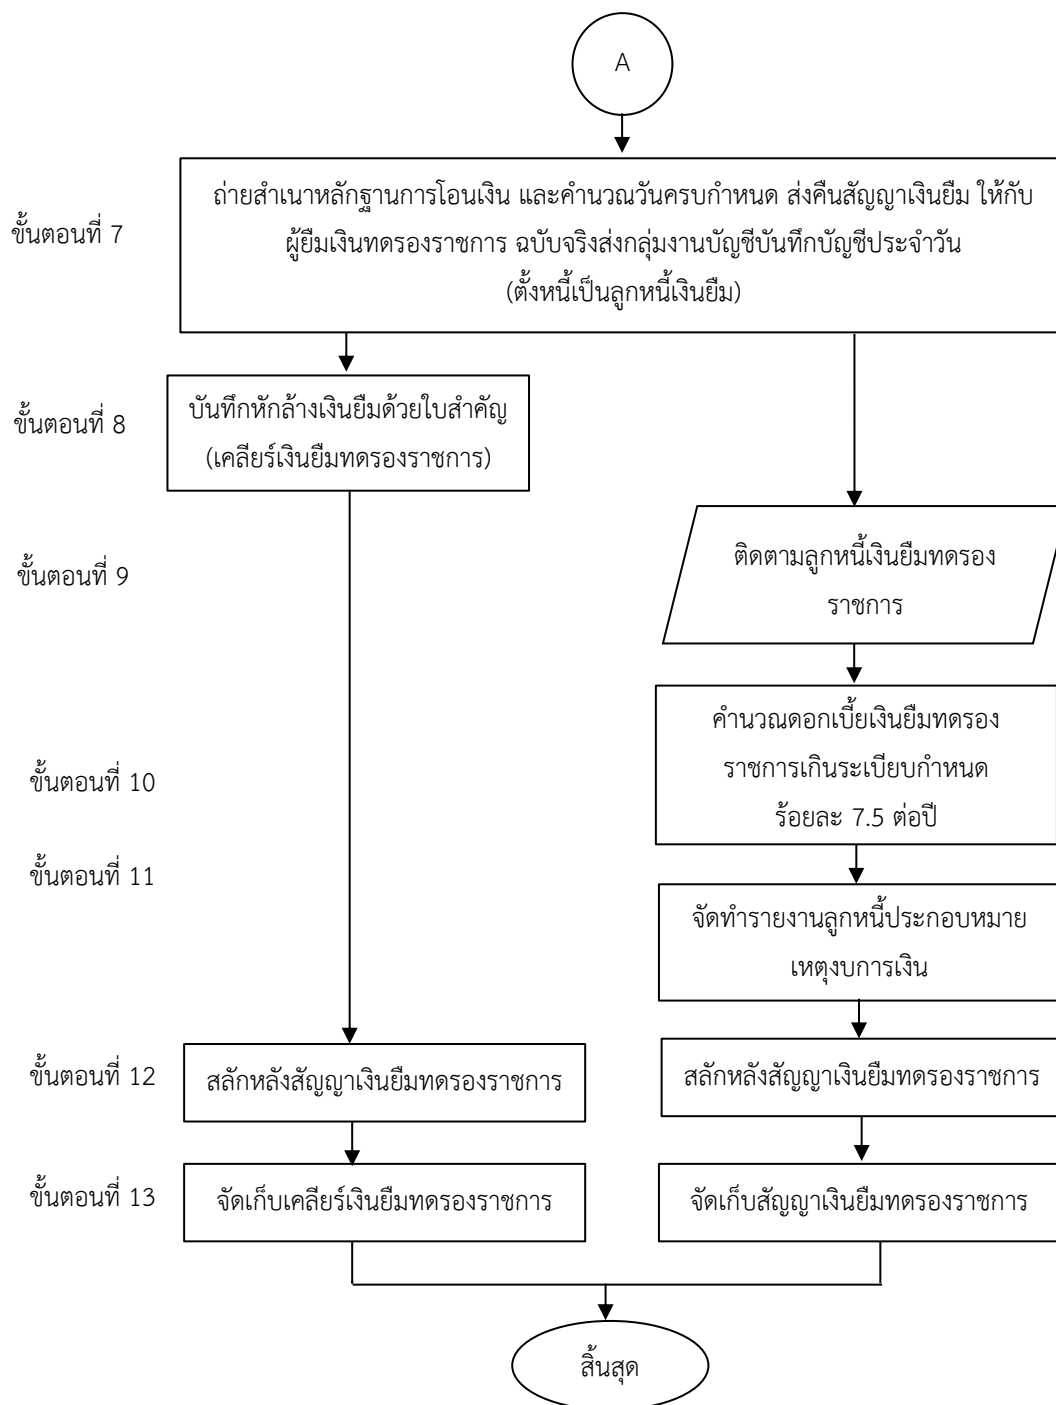 A
ขั้นตอนที่ 7
ถ่ายสำเนาหลักฐานการโอนเงิน และคำนวณวันครบกำหนด ส่งคืนสัญญาเงินยืม ให้กับ
ผู้ยืมเงินทดรองราชการ ฉบับจริงส่งกลุ่มงานบัญชีบันทึกบัญชีประจำวัน
(ตั้งหนี้เป็นลูกหนี้เงินยืม)
ขั้นตอนที่ 8
บันทึกหักล้างเงินยืมด้วยใบสำคัญ
(เคลียร์เงินยืมทดรองราชการ)
ขั้นตอนที่ 9
ติดตามลูกหนี้เงินยืมทดรอง
ราชการ
ขั้นตอนที่ 10
คำนวณดอกเบี้ยเงินยืมทดรอง
ราชการเกินระเบียบกำหนด
ร้อยละ 7.5 ต่อปี
ขั้นตอนที่ 11
จัดทำรายงานลูกหนี้ประกอบหมาย
เหตุงบการเงิน
ขั้นตอนที่ 12
สลักหลังสัญญาเงินยืมทดรองราชการ
สลักหลังสัญญาเงินยืมทดรองราชการ
ขั้นตอนที่ 13
จัดเก็บเคลียร์เงินยืมทดรองราชการ
จัดเก็บสัญญาเงินยืมทดรองราชการ
สิ้นสุด